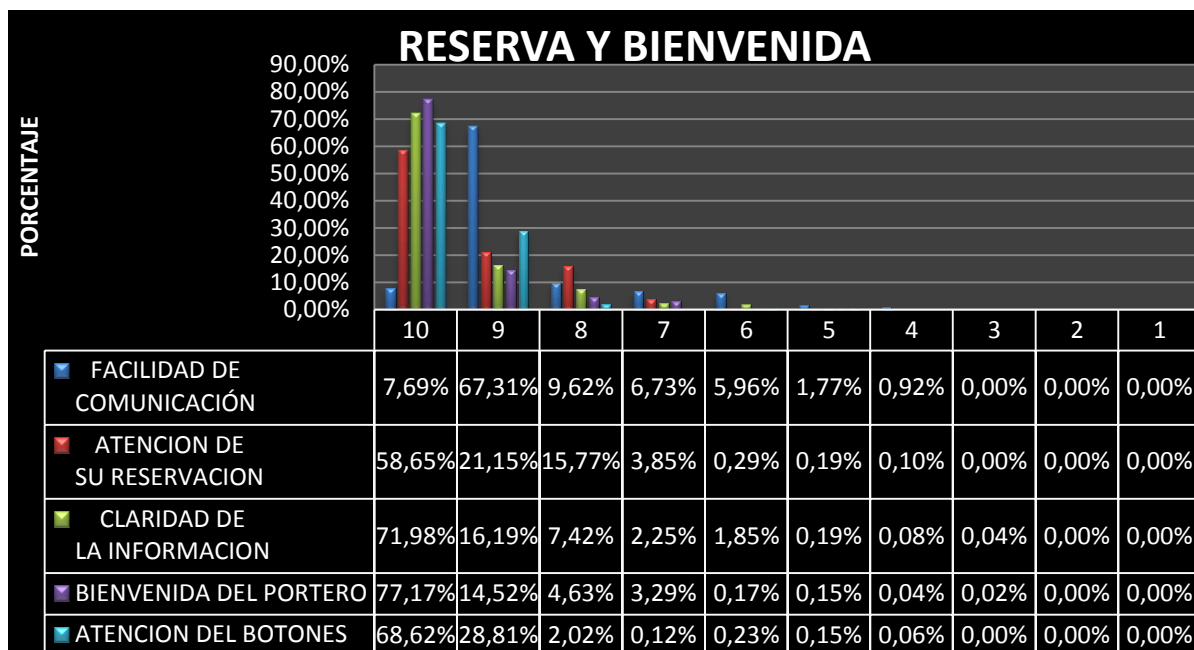 RESERVA Y BIENVENIDA
PORCENTAJE
90,00%
80,00%
70,00%
60,00%
50,00%
40,00%
30,00%
20,00%
10,00%
0,00%
10 9 8 7 6 5 4 3 2 1
FACILIDAD DE
COMUNICACIÓN
7,69% 67,31% 9,62% 6,73% 5,96% 1,77% 0,92% 0,00% 0,00% 0,00%
ATENCION DE
SU RESERVACION
58,65% 21,15% 15,77% 3,85% 0,29% 0,19% 0,10% 0,00% 0,00% 0,00%
CLARIDAD DE
LA INFORMACION
71,98% 16,19% 7,42% 2,25% 1,85% 0,19% 0,08% 0,04% 0,00% 0,00%
BIENVENIDA DEL PORTERO 77,17% 14,52% 4,63% 3,29% 0,17% 0,15% 0,04% 0,02% 0,00% 0,00%
ATENCION DEL BOTONES 68,62% 28,81% 2,02% 0,12% 0,23% 0,15% 0,06% 0,00% 0,00% 0,00%